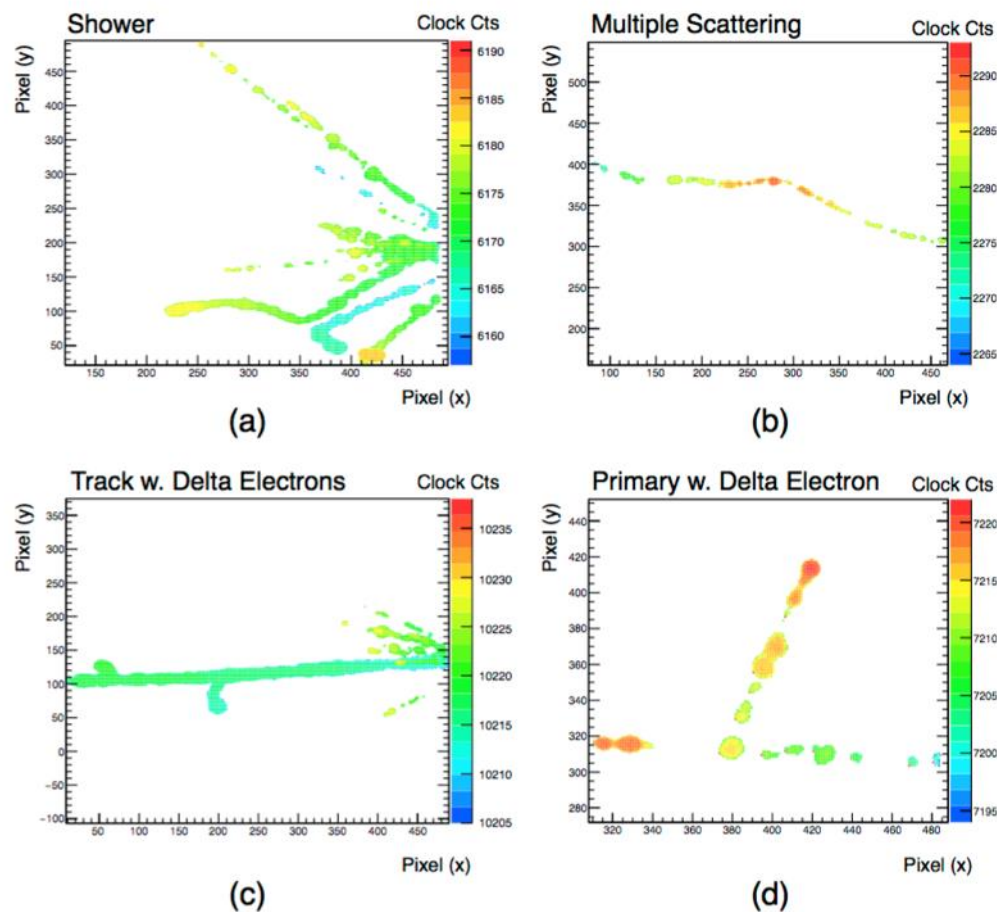 Shower
Clock Cts
Pixel (y)
450
400
350
300
250
200
150
100
50
150 200 250 300 350 400 450
Pixel (x)
6190
6185
6180
6175
6170
6165
6160
(a)
Multiple Scattering
Clock Cts
Pixel (y)
500
450
400
350
300
250
200
100 150 200 250 300 350 400 450
Pixel (x)
2290
2285
2280
2275
2270
2265
(b)
Track w. Delta Electrons
Clock Cts
Pixel (y)
350
300
250
200
150
100
50
0
−50
−100
50 100 150 200 250 300 350 400 450
Pixel (x)
10235
10230
10225
10220
10215
10210
10205
(c)
Primary w. Delta Electron
Clock Cts
Pixel (y)
440
420
400
380
360
340
320
300
280
320 340 360 380 400 420 440 460 480
Pixel (x)
7220
7215
7210
7205
7200
7195
(d)